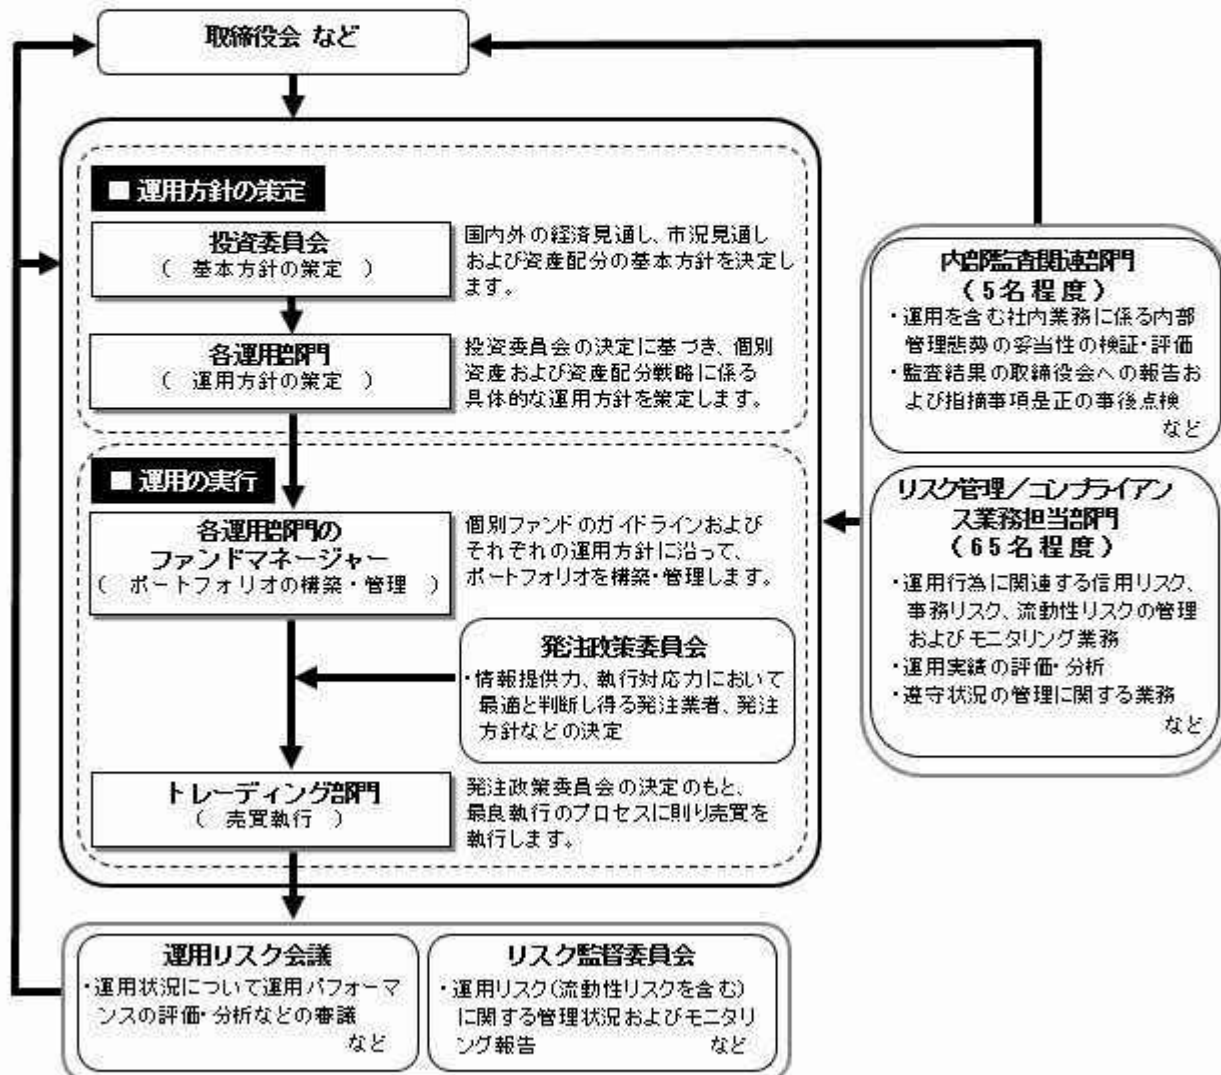 取締役会 など
■ 運用方針の策定
投資委員会
( 基本方針の策定 )
国内外の経済見通し、市況見通し
および資産配分の基本方針を決定し
ます。
各運用部門
( 運用方針の策定 )
投資委員会の決定に基づき、個別
資産および資産配分戦略に係る
具体的な運用方針を策定します。
■ 運用の実行
各運用部門の
ファンドマネージャー
( ポートフォリオの構築・管理 )
個別ファンドのガイドラインおよび
それぞれの運用方針に沿って、
ポートフォリオを構築・管理します。
発注政策委員会
・情報提供力、執行対応力において
最適と判断し得る発注業者、発注
方針などの決定
トレーディング部門
( 売買執行 )
発注政策委員会の決定のもと、
最良執行のプロセスに則り売買を
執行します。
内部監査関連部門
(5名程度)
・運用を含む社内業務に係る内部
管理態勢の妥当性の検証・評価
・監査結果の取締役会への報告お
よび指摘事項是正の事後点検
など
リスク管理/コンプライアン
ス業務担当部門
(65名程度)
・運用行為に関連する信用リスク、
事務リスク、流動性リスクの管理
およびモニタリング業務
・運用実績の評価・分析
・遵守状況の管理に関する業務
など
運用リスク会議
・運用状況について運用パフォーマ
ンスの評価・分析などの審議
など
リスク監督委員会
・運用リスク(流動性リスクを含む)
に関する管理状況およびモニタリ
ング報告 など